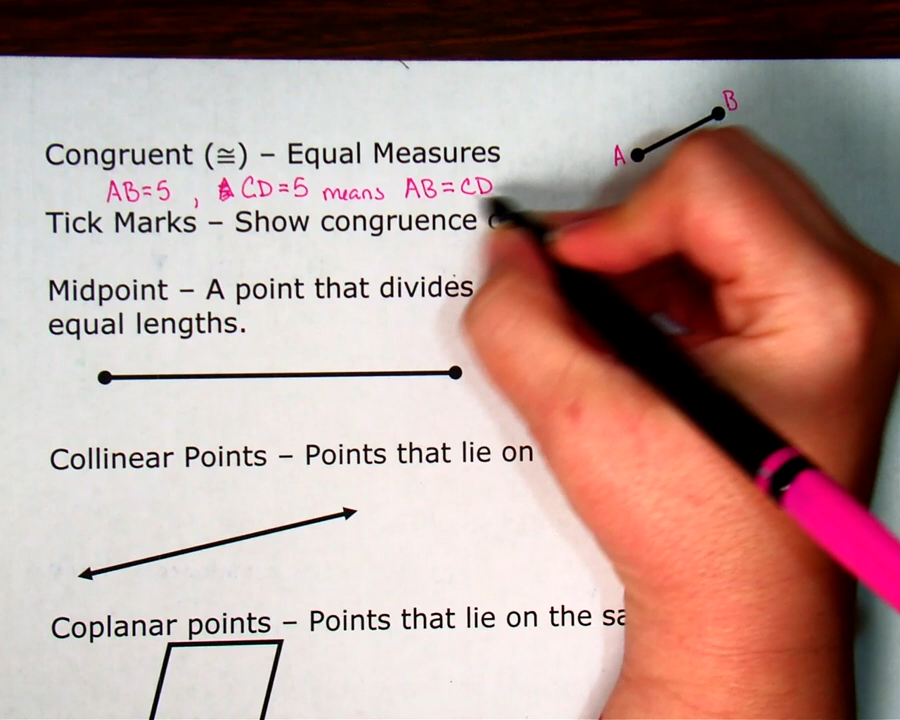 B
A
Congruent (≅) – Equal Measures
AB=5 , CD=5 means AB=CD
Tick Marks – Show congruence
Midpoint – A point that divides
equal lengths.
Collinear Points – Points that lie on
Coplanar points – Points that lie on the